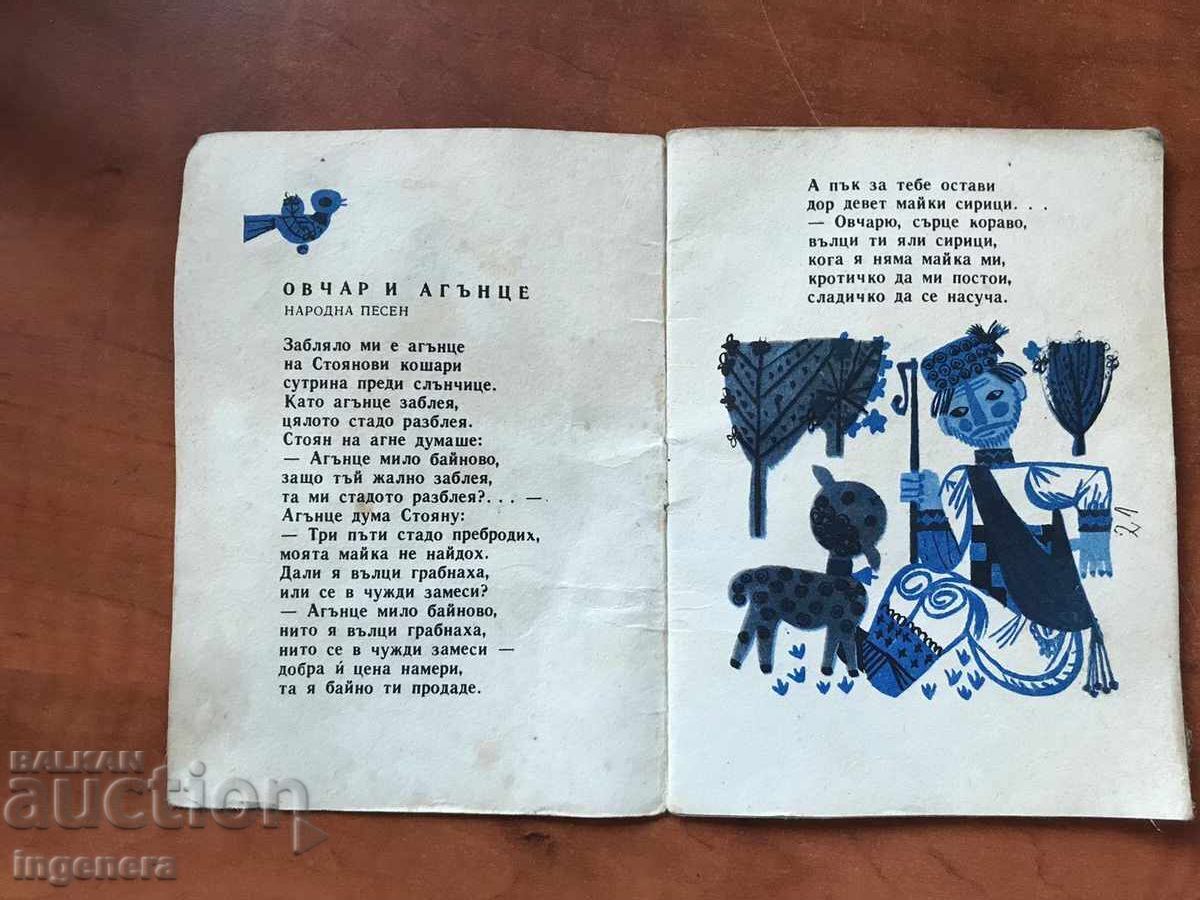 ОВЧАР И АГЪНЦЕ
НАРОДНА ПЕСЕН
Забляло ми е агънце
на Стоянови кошари
сутрина преди слънчице.
Като агънце заблея,
цялото стадо разблея.
Стоян на агне думаше:
— Агънце мило байново,
защо тъй жално заблея,
та ми стадото разблея?. . . —
Агънце дума Стояну:
— Три пъти стадо пребродих,
моята майка не найдох.
Дали я вълци грабнаха,
или се в чужди замеси?
— Агънце мило байново,
нито я вълци грабнаха,
нито се в чужди замеси —
добра ѝ цена намери,
та я байно ти продаде.
А пък за тебе остави
дор девет майки сирици. . .
— Овчарю, сърце кораво,
вълци ти яли сирици,
кога я няма майка ми,
кротичко да ми постои,
сладичко да се насуча.
21
BALKAN
auction
ingenera